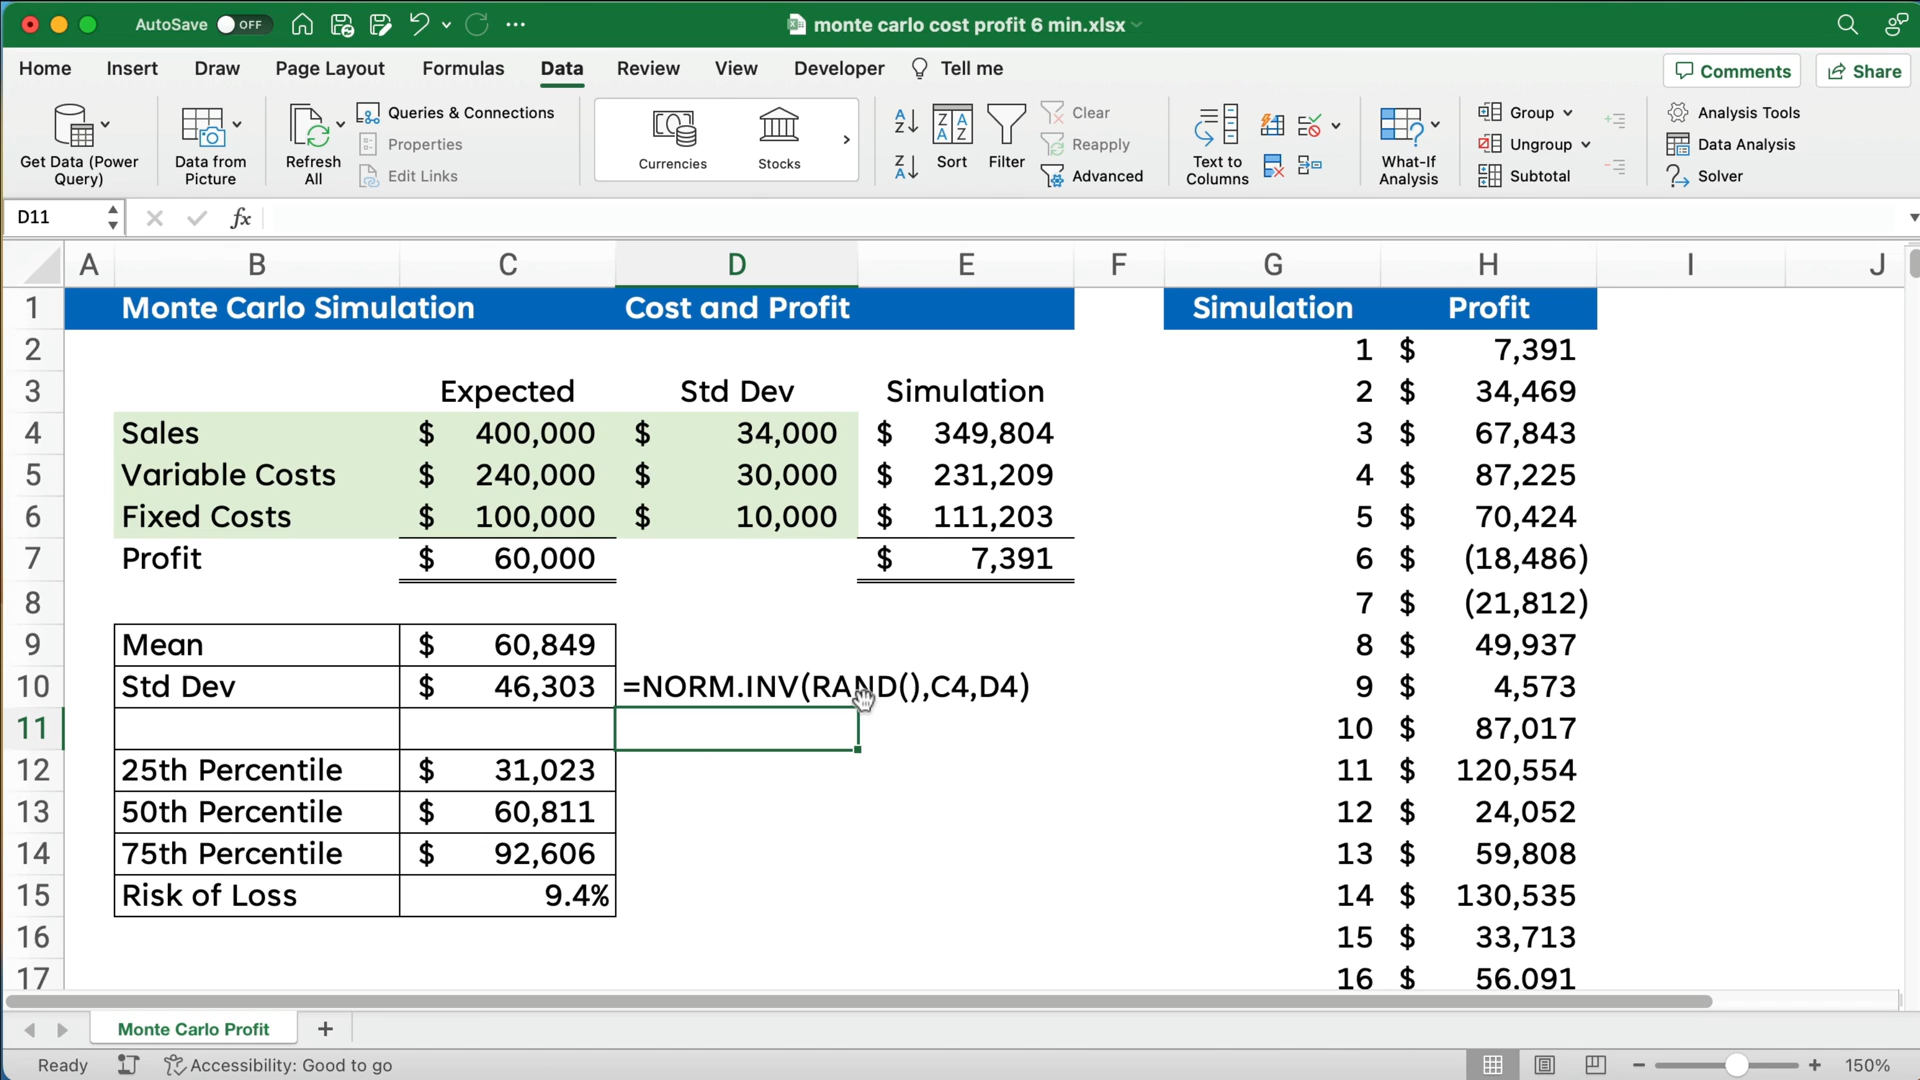 AutoSave OFF monte carlo cost profit 6 min.xlsx
Home Insert Draw Page Layout Formulas Data Review View Developer Tell me Comments Share
Get Data (Power Query)
Data from Picture
Refresh All
Queries & Connections
Properties
Edit Links
Currencies
Stocks
Sort
Filter
Clear
Reapply
Advanced
Text to Columns
What-If Analysis
Group
Ungroup
Subtotal
Analysis Tools
Data Analysis
Solver
D11 fx
A B C D E F G H I J
1 Monte Carlo Simulation Cost and Profit Simulation Profit
2 1 $ 7,391
3 Expected Std Dev Simulation 2 $ 34,469
4 Sales $ 400,000 $ 34,000 $ 349,804 3 $ 67,843
5 Variable Costs $ 240,000 $ 30,000 $ 231,209 4 $ 87,225
6 Fixed Costs $ 100,000 $ 10,000 $ 111,203 5 $ 70,424
7 Profit $ 60,000 $ 7,391 6 $ (18,486)
8 7 $ (21,812)
9 Mean $ 60,849 8 $ 49,937
10 Std Dev $ 46,303 =NORM.INV(RAND(),C4,D4) 9 $ 4,573
11 10 $ 87,017
12 25th Percentile $ 31,023 11 $ 120,554
13 50th Percentile $ 60,811 12 $ 24,052
14 75th Percentile $ 92,606 13 $ 59,808
15 Risk of Loss 9.4% 14 $ 130,535
16 15 $ 33,713
17 16 $ 56,091
Monte Carlo Profit
Ready Accessibility: Good to go 150%